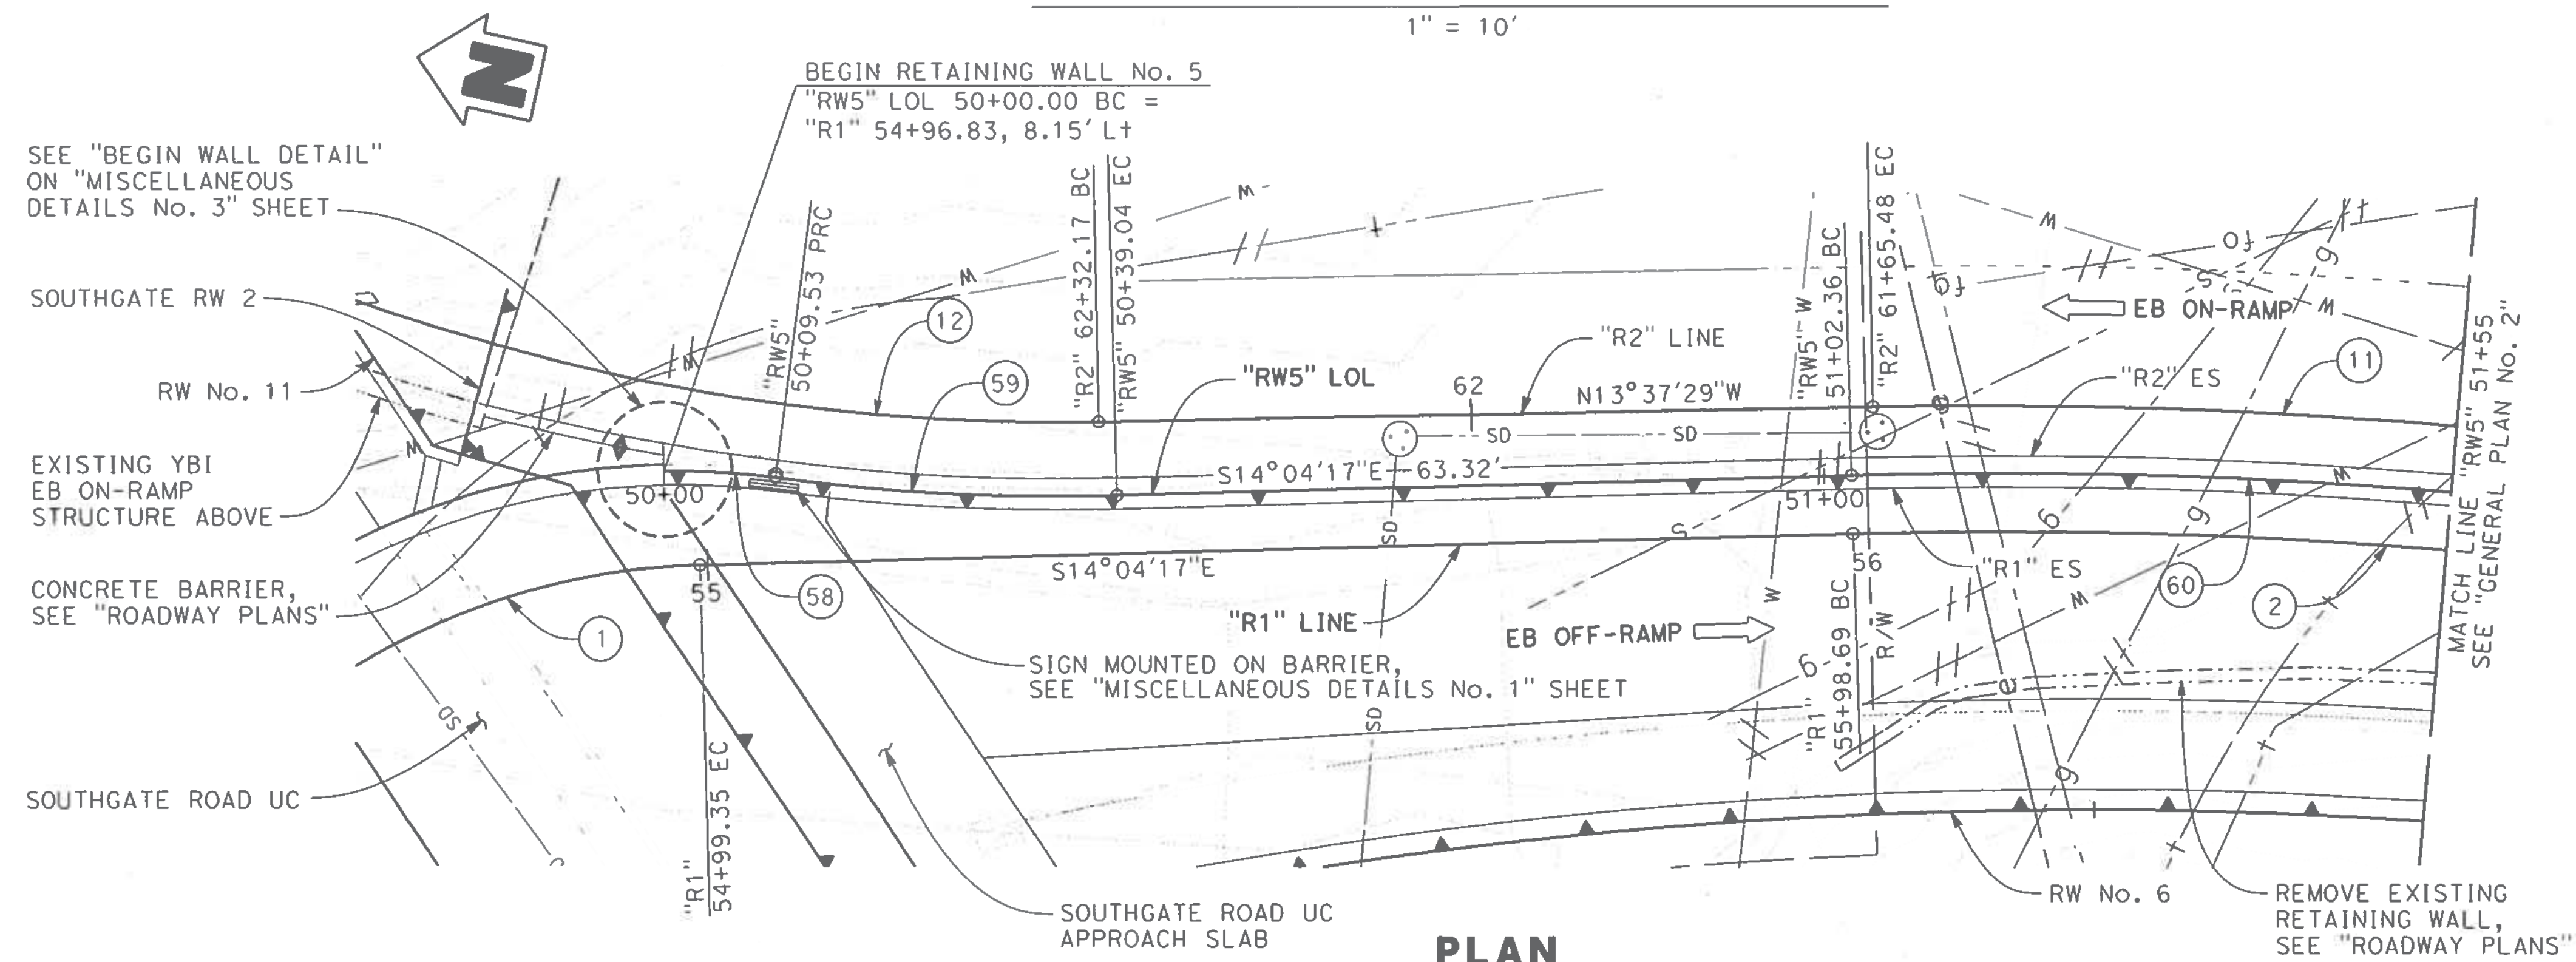 1" = 10'
N
BEGIN RETAINING WALL No. 5
"RW5" LOL 50+00.00 BC =
"R1" 54+96.83, 8.15' Lt
SEE "BEGIN WALL DETAIL"
ON "MISCELLANEOUS
DETAILS No. 3" SHEET
SOUTHGATE RW 2
RW No. 11
EXISTING YBI
EB ON-RAMP
STRUCTURE ABOVE
CONCRETE BARRIER,
SEE "ROADWAY PLANS"
SOUTHGATE ROAD UC
"RW5"
50+09.53 PRC
"R2" 62+32.17 BC
"RW5" 50+39.04 EC
"RW5"
51+02.36 BC
"R2" 61+65.48 EC
EB ON-RAMP
12
59
"RW5" LOL
"R2" LINE
62
N13°37'29"W
"R2" ES
11
SD
SD
S14°04'17"E 63.32'
50+00
51+00
SD
55
58
S14°04'17"E
"R1" LINE
56
"R1" ES
60
2
1
EB OFF-RAMP
R/W
"R1"
55+98.69 BC
SIGN MOUNTED ON BARRIER,
SEE "MISCELLANEOUS DETAILS No. 1" SHEET
SD
SD
"R1"
54+99.35 EC
SOUTHGATE ROAD UC
APPROACH SLAB
RW No. 6
REMOVE EXISTING
RETAINING WALL,
SEE "ROADWAY PLANS"
MATCH LINE "RW5" 51+55
SEE "GENERAL PLAN No. 2"
W
W
W
W
W
W
W
W
W
W
W
fo
fo
S
S
e
e
t
PLAN